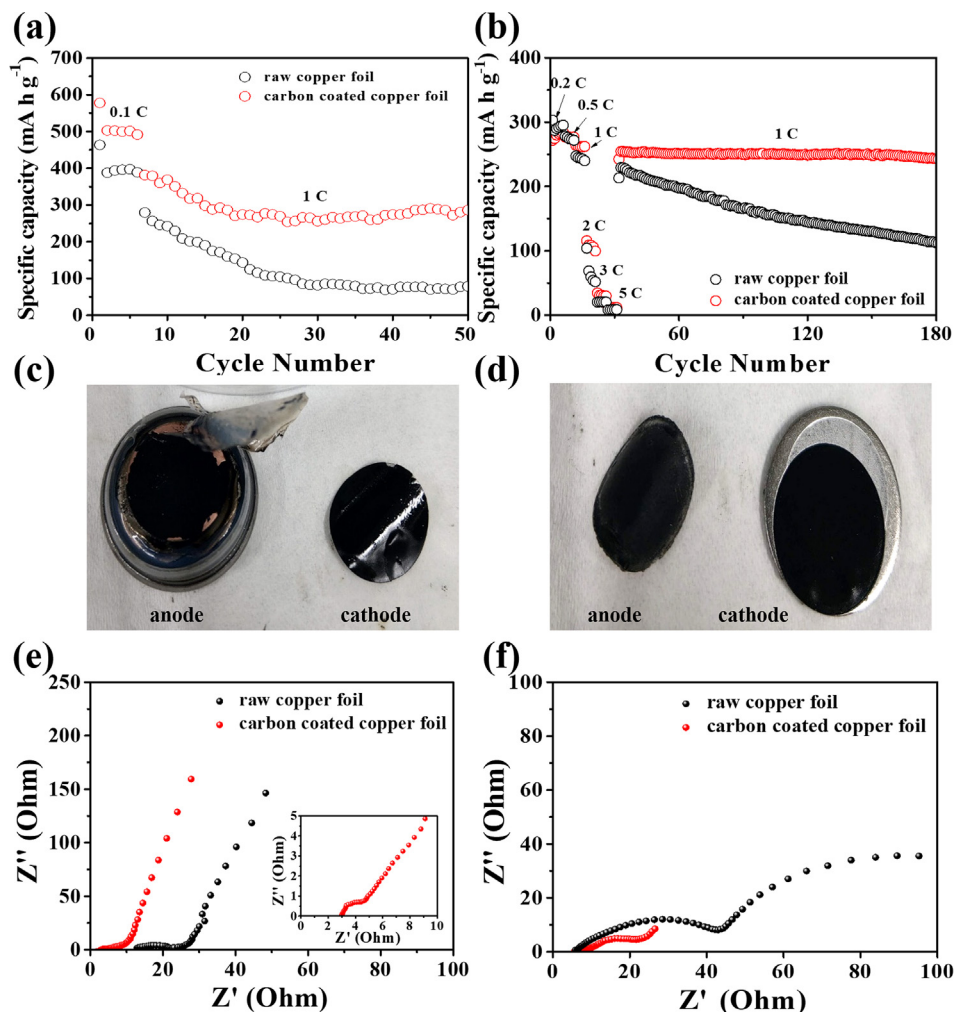 (a)
700
600
500
400
300
200
100
0
Specific capacity (mA h g-1)
raw copper foil
carbon coated copper foil
0.1 C
1 C
0 10 20 30 40 50
Cycle Number
(b)
400
300
200
100
0
Specific capacity (mA h g-1)
0.2 C
0.5 C
1 C
1 C
2 C
3 C
5 C
raw copper foil
carbon coated copper foil
60 120 180
Cycle Number
(c)
anode cathode
(d)
anode cathode
(e)
250
200
150
100
50
0
Z'' (Ohm)
raw copper foil
carbon coated copper foil
5
4
3
2
1
0
Z'' (Ohm)
0 2 4 6 8 10
Z' (Ohm)
0 20 40 60 80 100
Z' (Ohm)
(f)
100
80
60
40
20
0
Z'' (Ohm)
raw copper foil
carbon coated copper foil
0 20 40 60 80 100
Z' (Ohm)